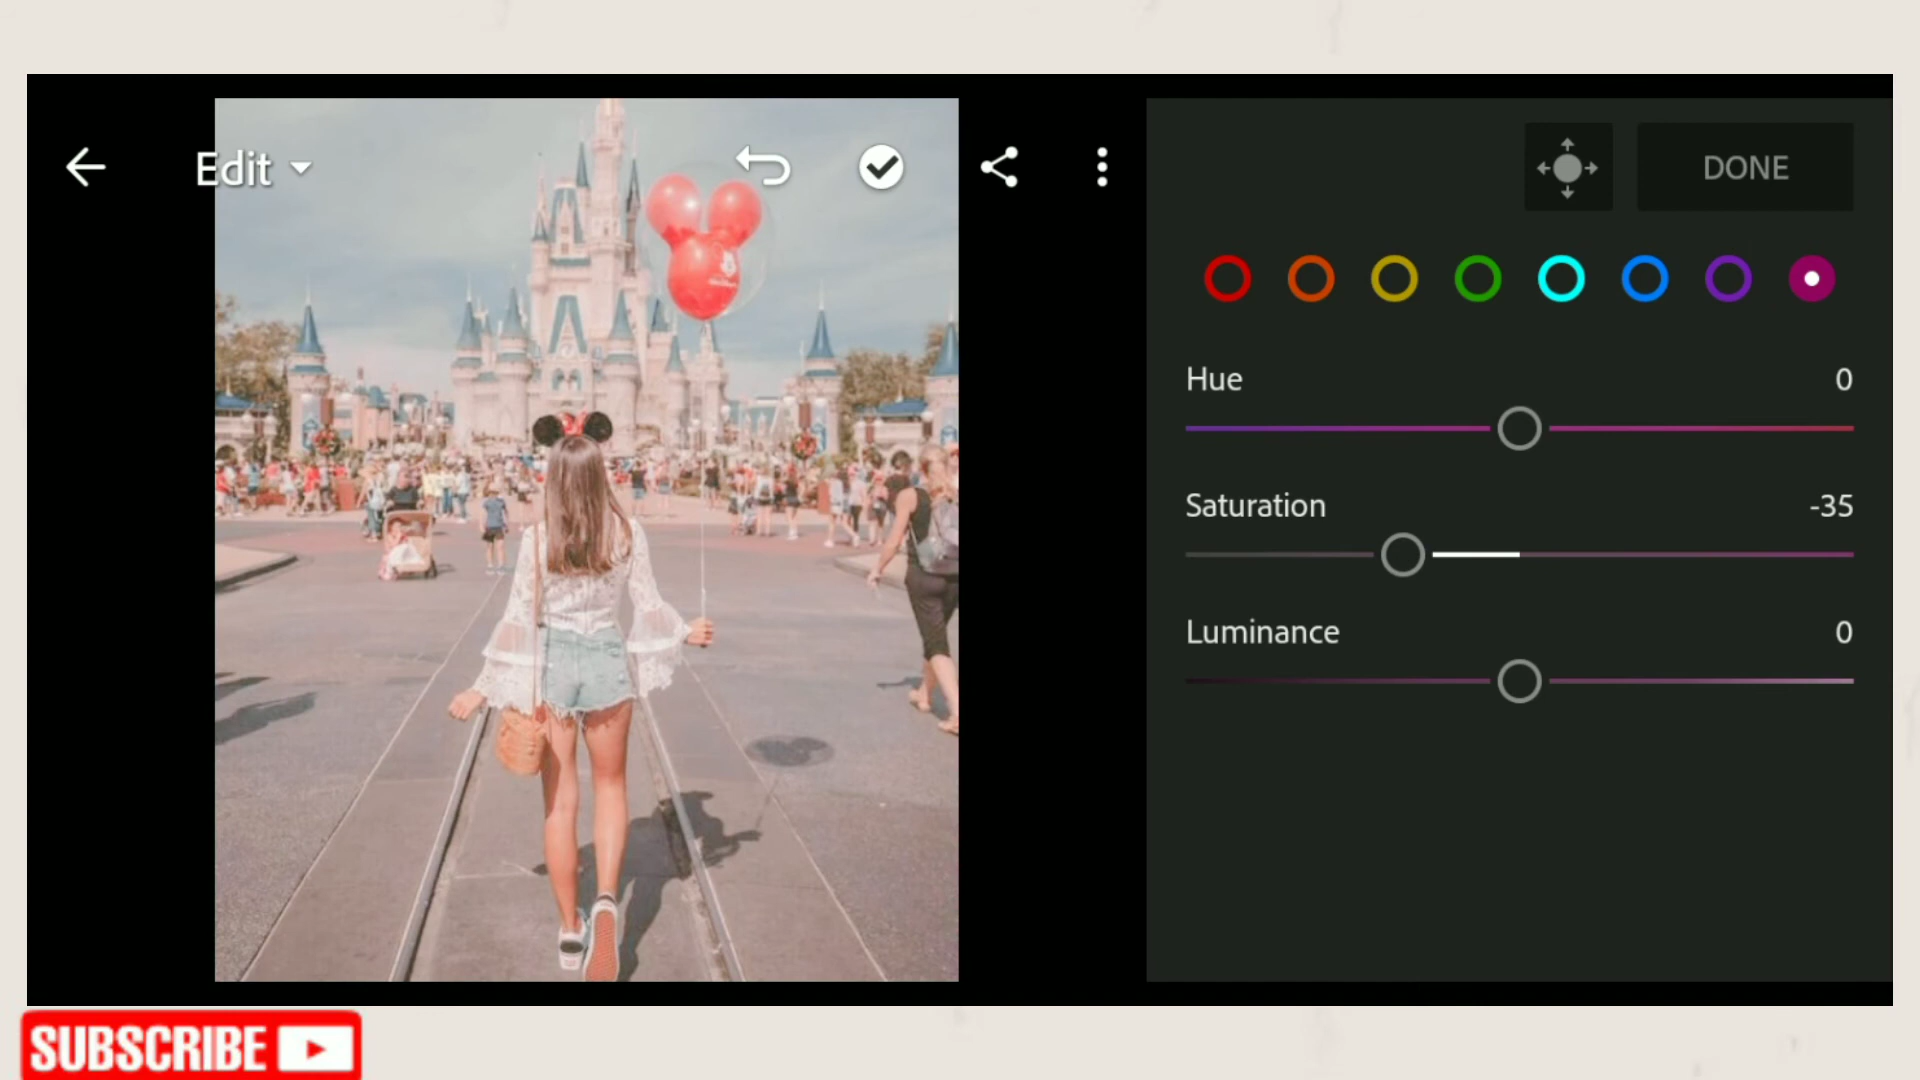 Edit
DONE
Hue 0
Saturation -35
Luminance 0
SUBSCRIBE